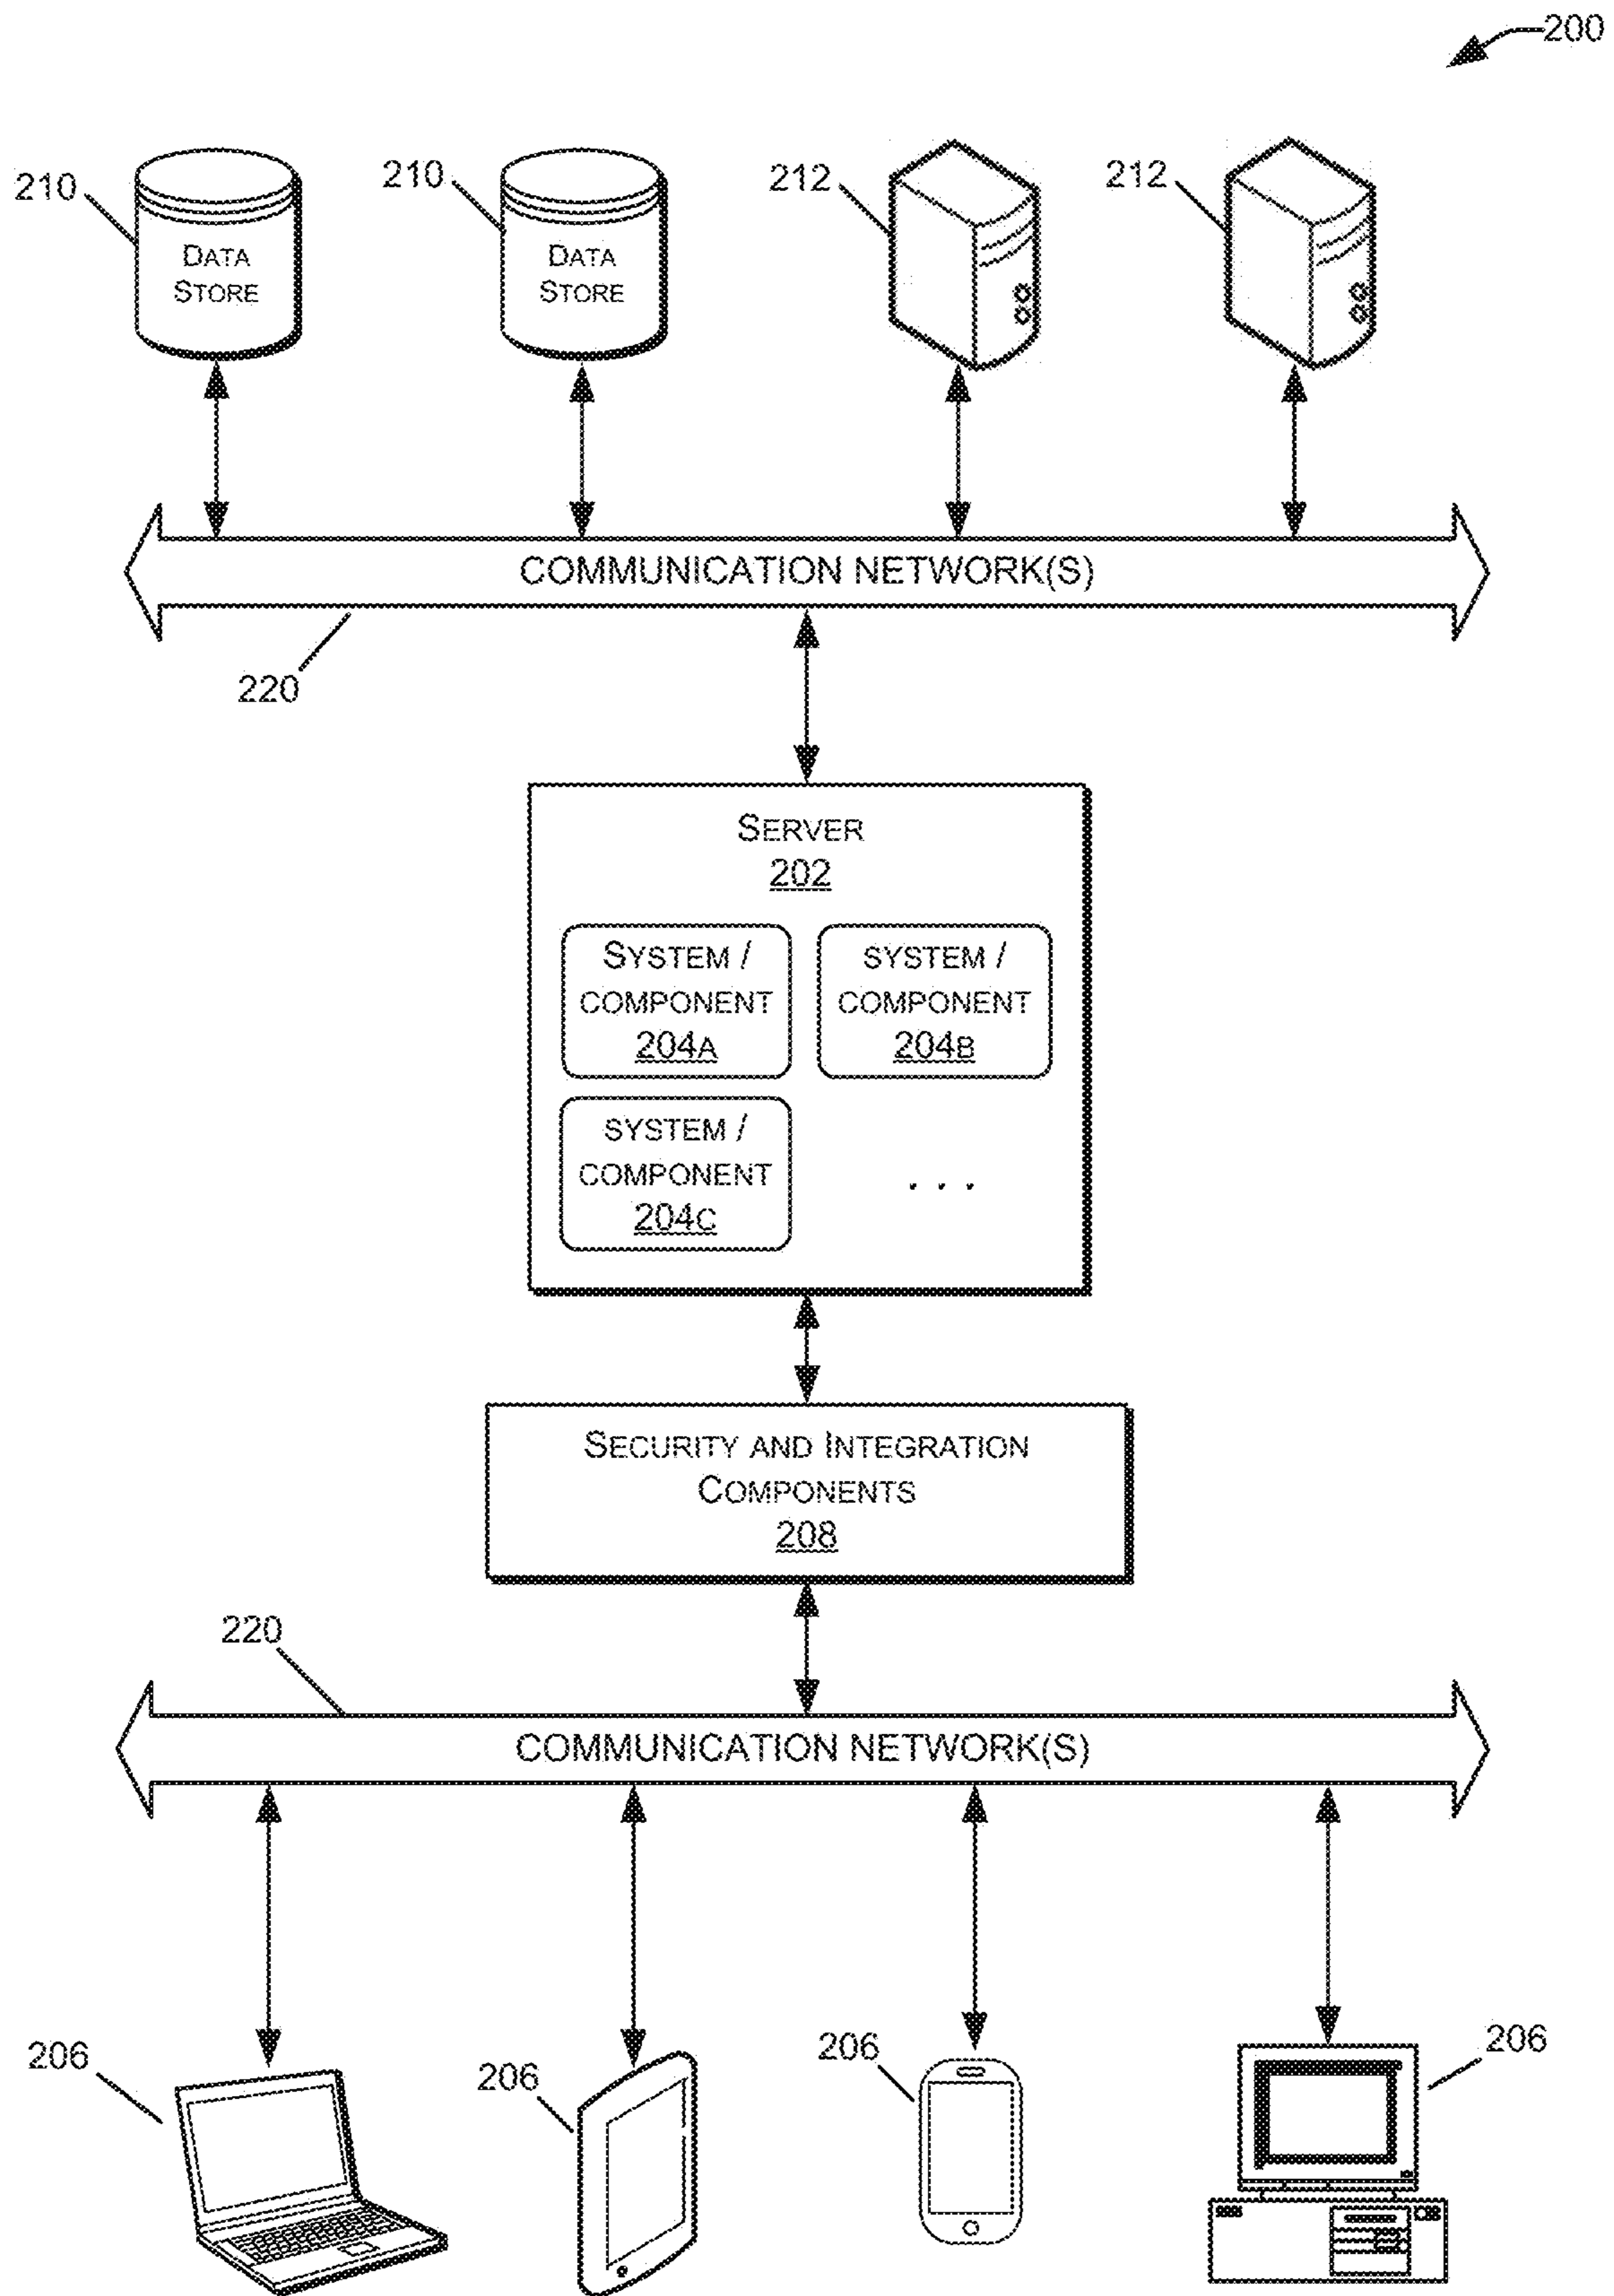 200
210
DATA
STORE
210
DATA
STORE
212
212
COMMUNICATION NETWORK(S)
220
SERVER
202
SYSTEM /
COMPONENT
204A
SYSTEM /
COMPONENT
204B
SYSTEM /
COMPONENT
204C
. . .
SECURITY AND INTEGRATION
COMPONENTS
208
220
COMMUNICATION NETWORK(S)
206
206
206
206